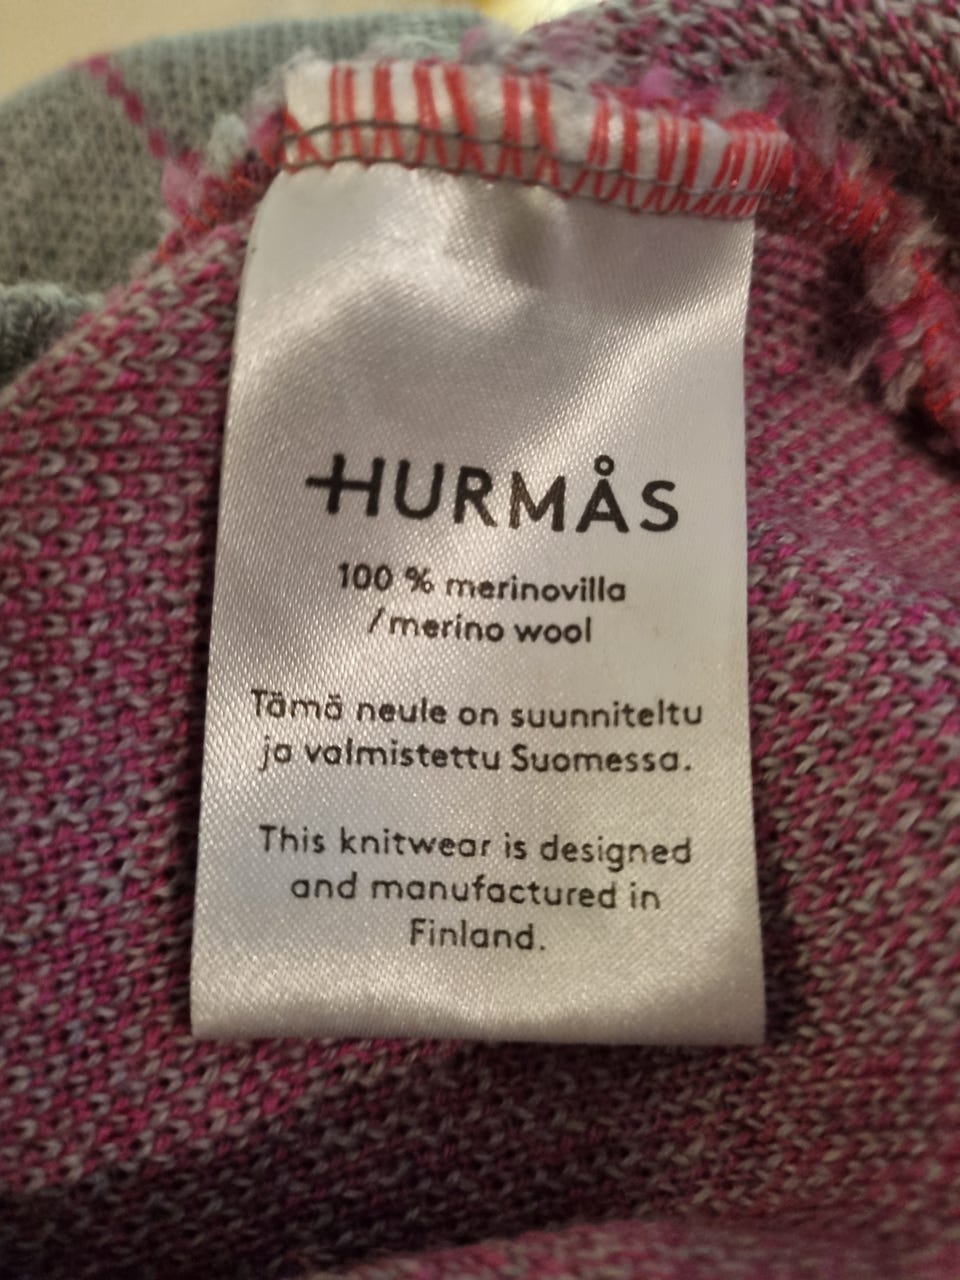 HURMÅS
100 % merinovilla
/merino wool
Tämä neule on suunniteltu
ja valmistettu Suomessa.
This knitwear is designed
and manufactured in
Finland.